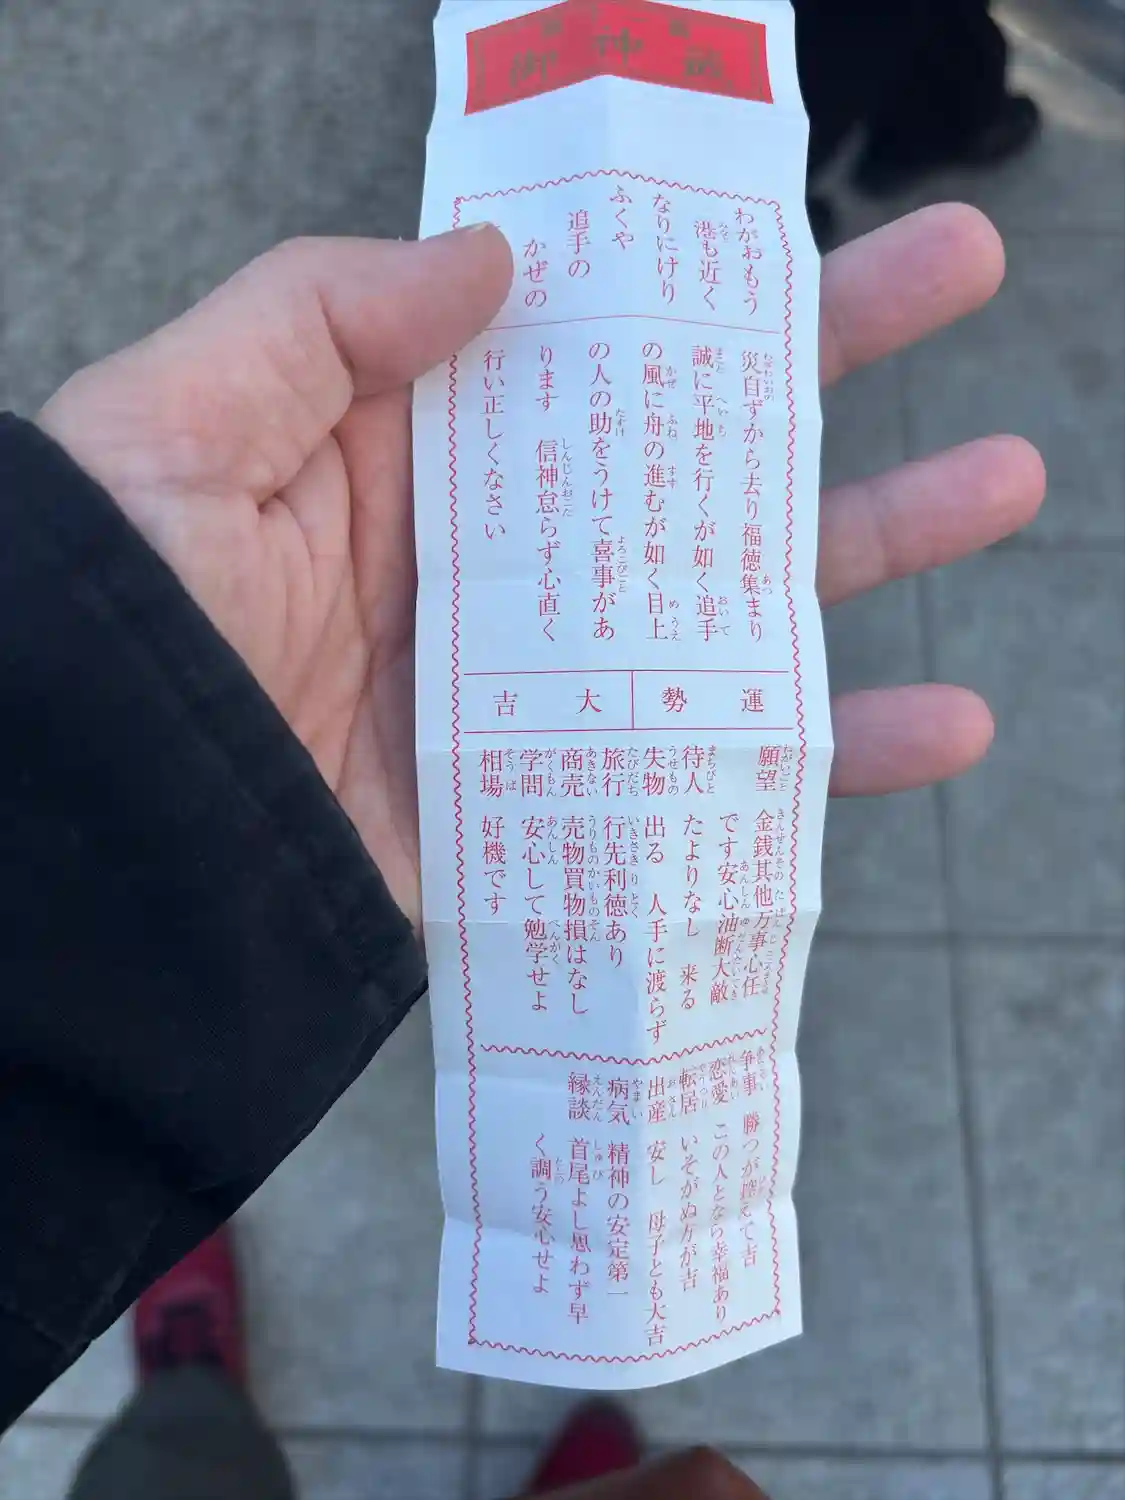 御神
わがおもう
港も近く
なりにけり
ふくや
追手の
かぜの
災自ずから去り福徳集まり
誠に平地を行くが如く追手
の風に舟の進むが如く目上
の人の助をうけて喜事があ
ります 信神怠らず心直く
行い正しくなさい
運勢 大吉
願望 金銭其他万事心任
です安心油断大敵
待人 たよりなし 来る
失物 出る 人手に渡らず
旅行 行先利徳あり
商売 売物買物損はなし
学問 安心して勉学せよ
相場 好機です
争事 勝つが控えて吉
恋愛 この人となら幸福あり
転居 いそがぬ方が吉
出産 安し 母子とも大吉
病気 精神の安定第一
縁談 首尾よし思わず早
く調う安心せよ